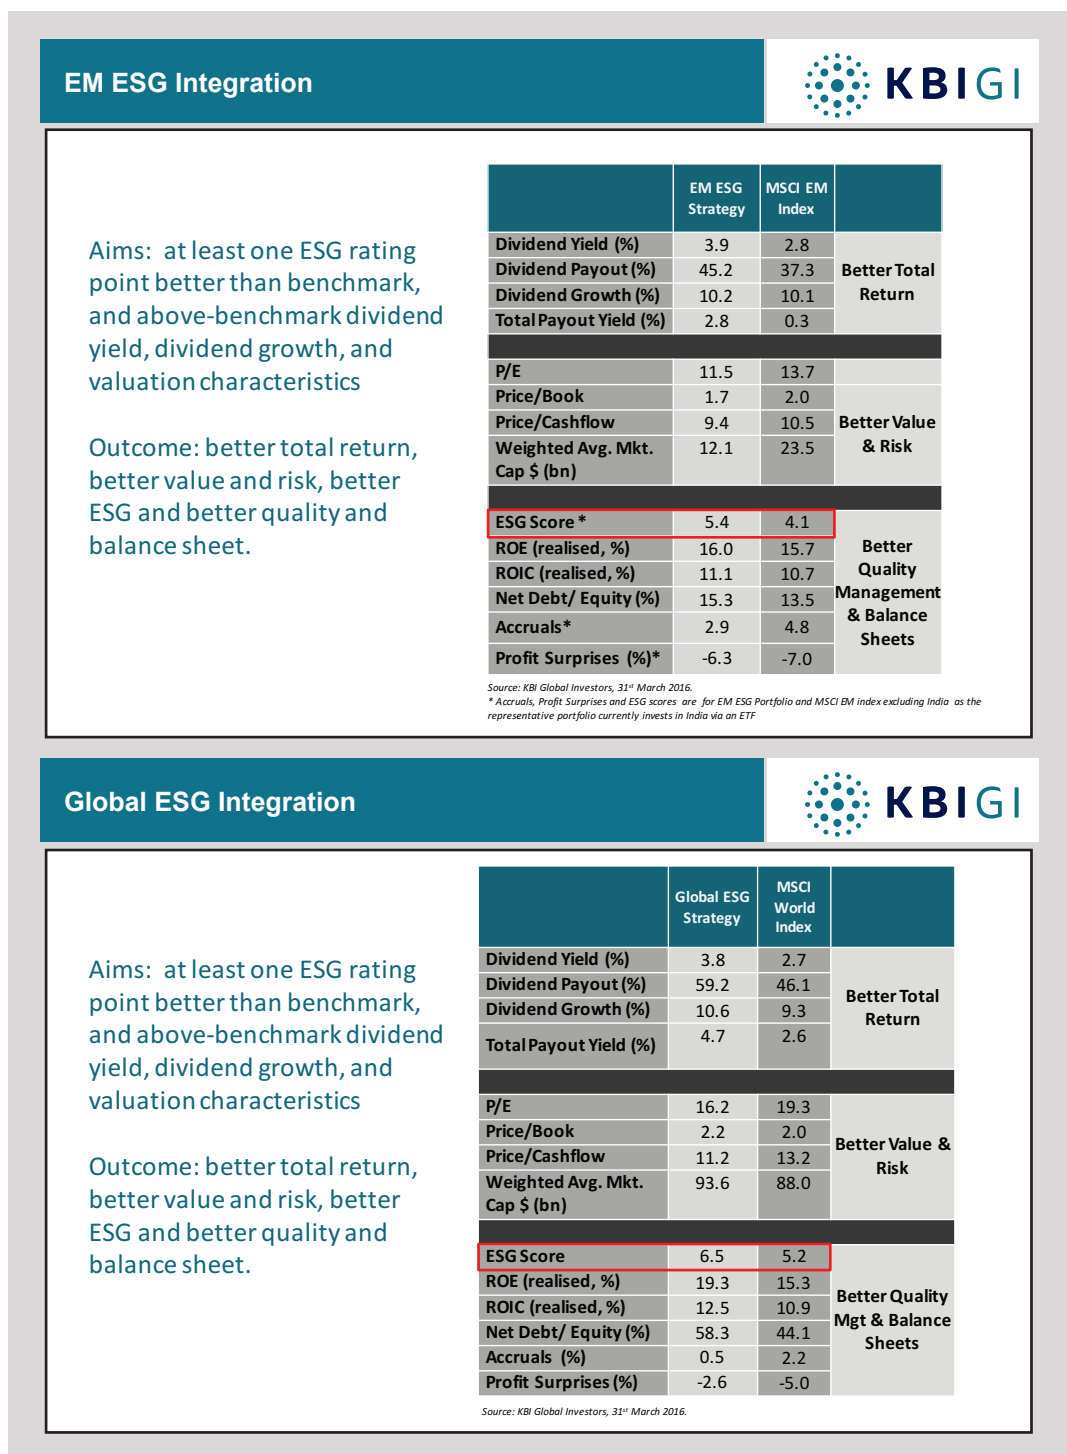 EM ESG Integration
KBIGI
Aims: at least one ESG rating
point better than benchmark,
and above-benchmark dividend
yield, dividend growth, and
valuation characteristics
Outcome: better total return,
better value and risk, better
ESG and better quality and
balance sheet.
EM ESG Strategy MSCI EM Index
Dividend Yield (%) 3.9 2.8
Dividend Payout (%) 45.2 37.3
Dividend Growth (%) 10.2 10.1
Total Payout Yield (%) 2.8 0.3
Better Total
Return
P/E 11.5 13.7
Price/Book 1.7 2.0
Price/Cashflow 9.4 10.5
Weighted Avg. Mkt. 12.1 23.5
Cap $ (bn)
Better Value
& Risk
ESG Score * 5.4 4.1
ROE (realised, %) 16.0 15.7
ROIC (realised, %) 11.1 10.7
Net Debt/ Equity (%) 15.3 13.5
Accruals* 2.9 4.8
Profit Surprises (%)* -6.3 -7.0
Better
Quality
Management
& Balance
Sheets
Source: KBI Global Investors, 31st March 2016.
* Accruals, Profit Surprises and ESG scores are for EM ESG Portfolio and MSCI EM index excluding India as the
representative portfolio currently invests in India via an ETF
Global ESG Integration
KBIGI
Aims: at least one ESG rating
point better than benchmark,
and above-benchmark dividend
yield, dividend growth, and
valuation characteristics
Outcome: better total return,
better value and risk, better
ESG and better quality and
balance sheet.
Global ESG Strategy MSCI World Index
Dividend Yield (%) 3.8 2.7
Dividend Payout (%) 59.2 46.1
Dividend Growth (%) 10.6 9.3
Total Payout Yield (%) 4.7 2.6
Better Total
Return
P/E 16.2 19.3
Price/Book 2.2 2.0
Price/Cashflow 11.2 13.2
Weighted Avg. Mkt. 93.6 88.0
Cap $ (bn)
Better Value &
Risk
ESG Score 6.5 5.2
ROE (realised, %) 19.3 15.3
ROIC (realised, %) 12.5 10.9
Net Debt/ Equity (%) 58.3 44.1
Accruals (%) 0.5 2.2
Profit Surprises (%) -2.6 -5.0
Better Quality
Mgt & Balance
Sheets
Source: KBI Global Investors, 31st March 2016.